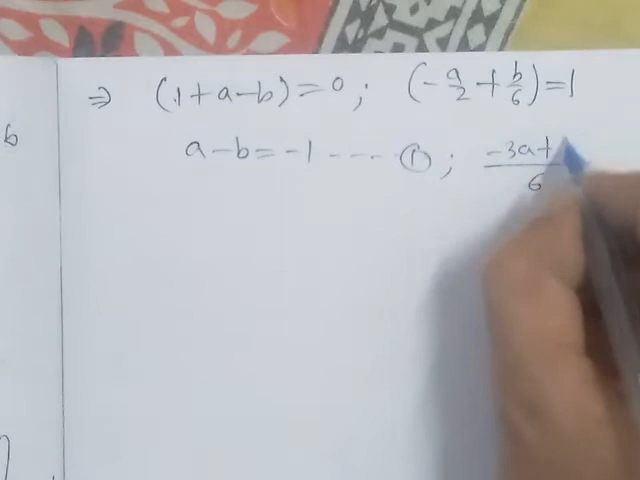 ⇒ (1+a-b)=0; (-a/2+b/6)=1
b
a-b=-1 ---- ①; -3a+/6